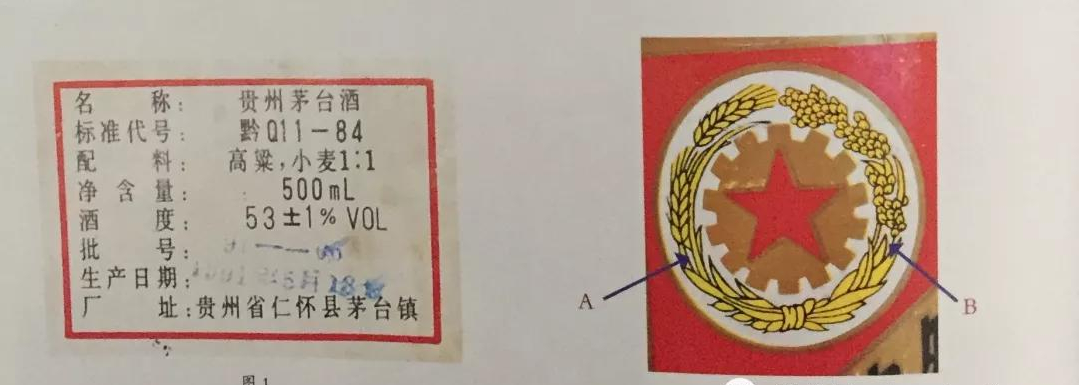 名 称: 贵州茅台酒
标准代号: 黔Q11-84
配 料: 高粱,小麦1:1
净含量: 500mL
酒 度: 53±1% VOL
批 号:
生产日期:
厂 址:贵州省仁怀县茅台镇
图1
A
B